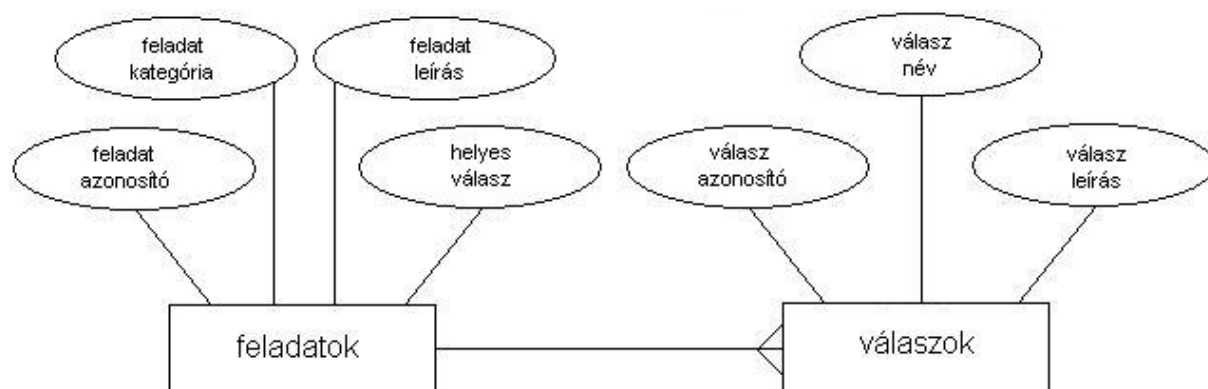 feladat
kategória
feladat
leírás
válasz
név
feladat
azonosító
helyes
válasz
válasz
azonosító
válasz
leírás
feladatok
válaszok